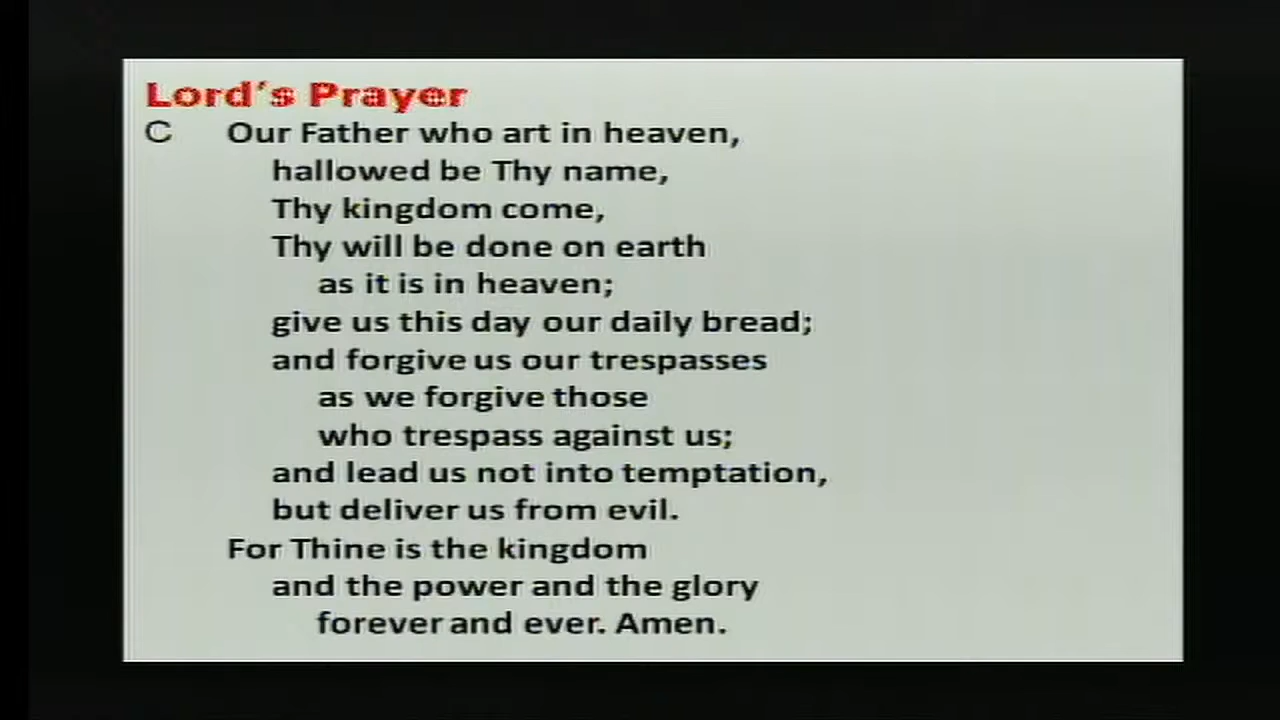 Lord's Prayer
C Our Father who art in heaven,
hallowed be Thy name,
Thy kingdom come,
Thy will be done on earth
as it is in heaven;
give us this day our daily bread;
and forgive us our trespasses
as we forgive those
who trespass against us;
and lead us not into temptation,
but deliver us from evil.
For Thine is the kingdom
and the power and the glory
forever and ever. Amen.